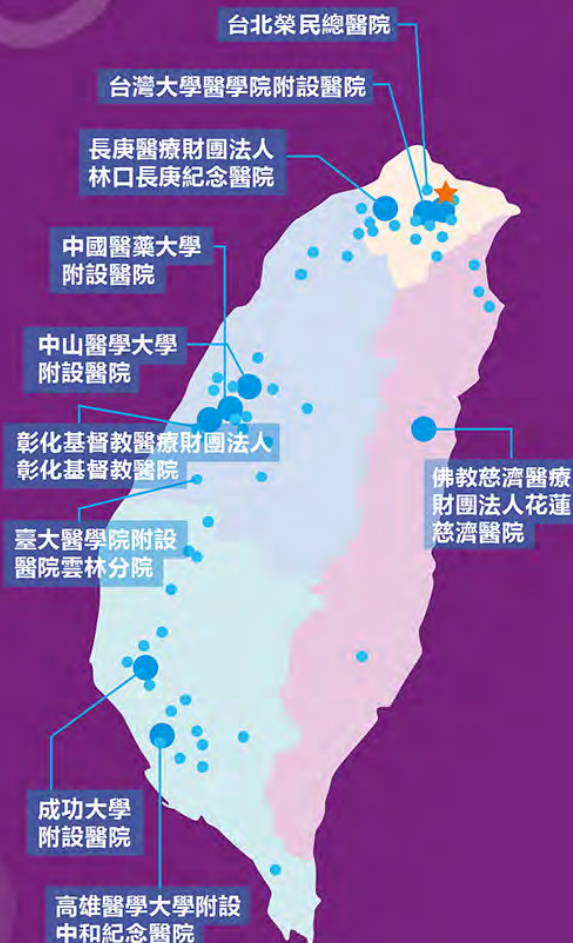 台北榮民總醫院
台灣大學醫學院附設醫院
長庚醫療財團法人
林口長庚紀念醫院
中國醫藥大學
附設醫院
中山醫學大學
附設醫院
彰化基督教醫療財團法人
彰化基督教醫院
佛教慈濟醫療
財團法人花蓮
慈濟醫院
臺大醫學院附設
醫院雲林分院
成功大學
附設醫院
高雄醫學大學附設
中和紀念醫院